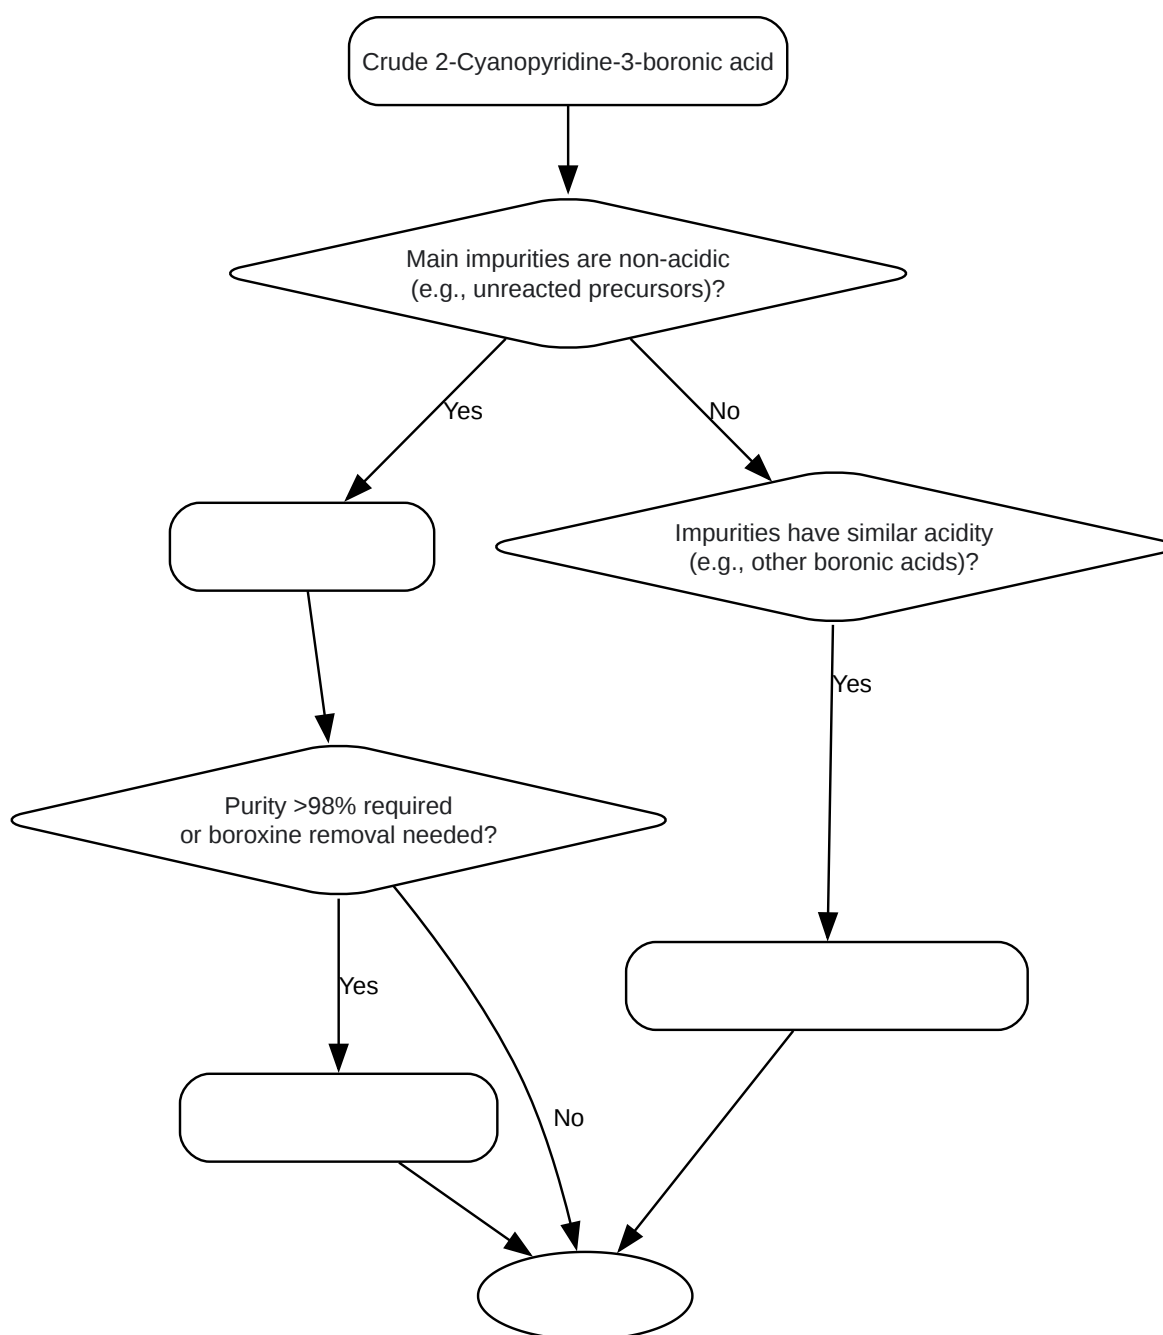 Crude 2-Cyanopyridine-3-boronic acid
Main impurities are non-acidic
(e.g., unreacted precursors)?
Yes
No
Impurities have similar acidity
(e.g., other boronic acids)?
Yes
Purity >98% required
or boroxine removal needed?
Yes
No